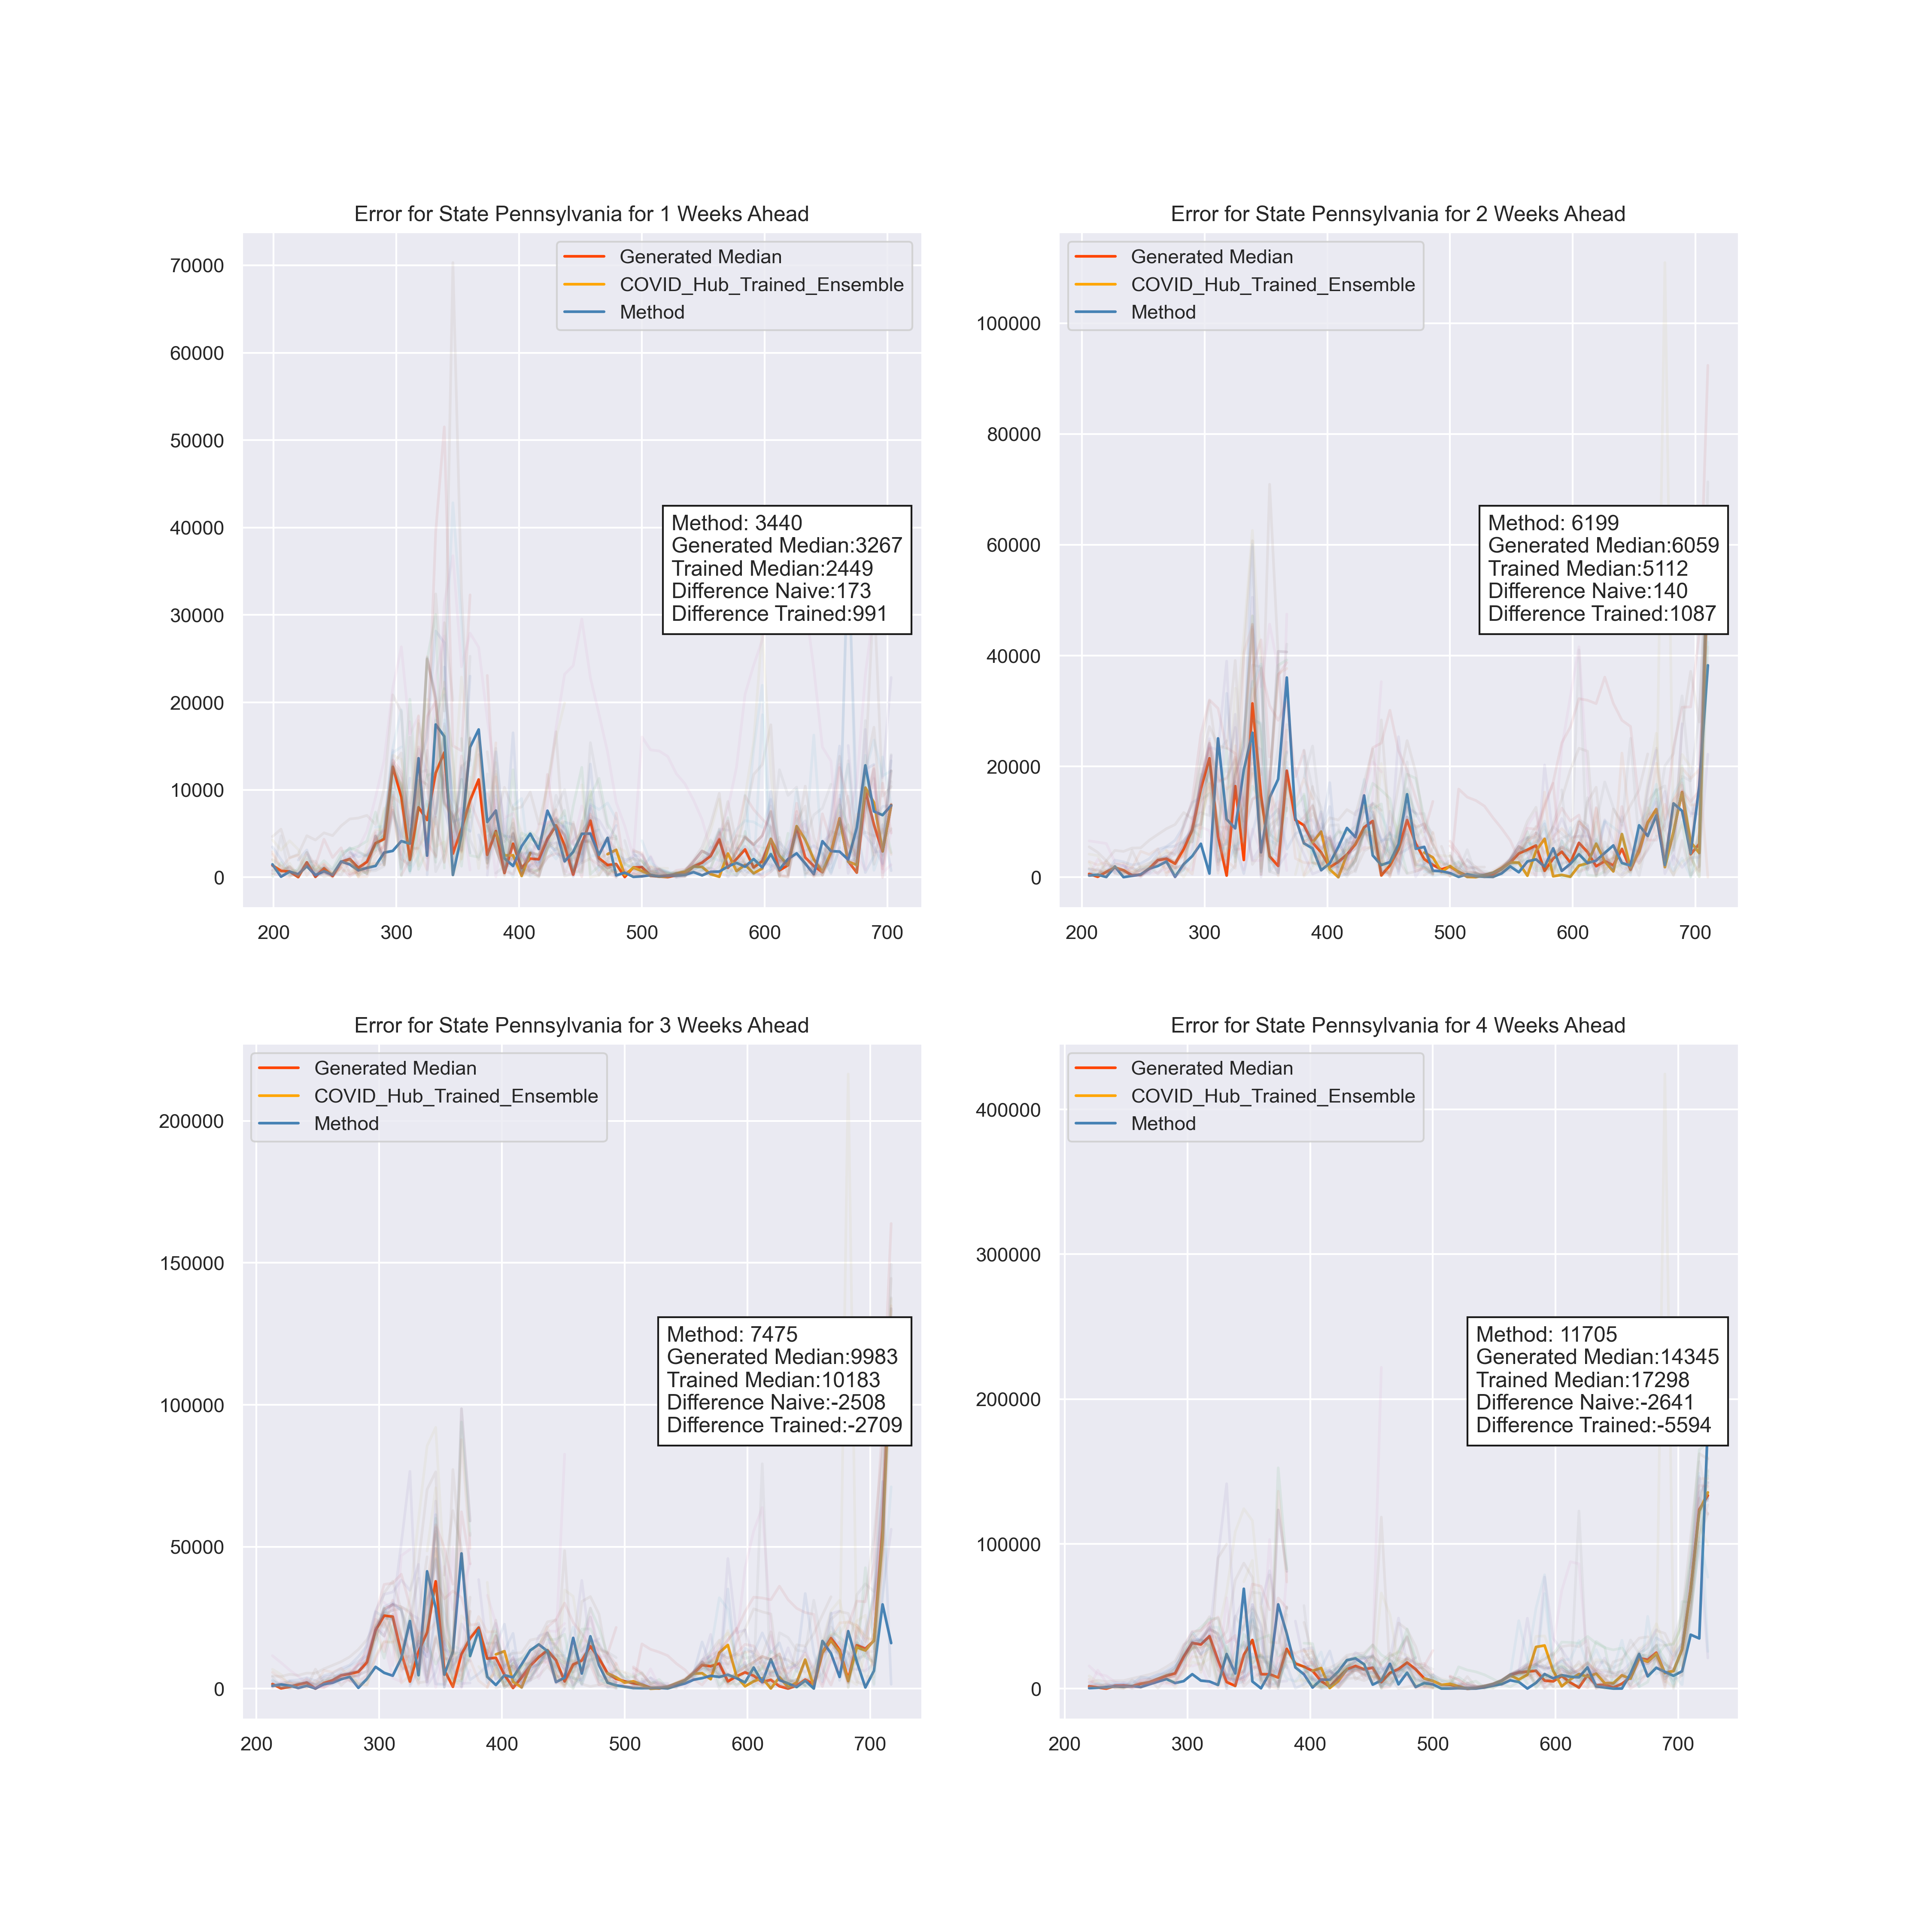 Error for State Pennsylvania for 1 Weeks Ahead
Generated Median
COVID_Hub_Trained_Ensemble
Method
70000
60000
50000
40000
30000
20000
10000
0
Method: 3440
Generated Median:3267
Trained Median:2449
Difference Naive:173
Difference Trained:991
200 300 400 500 600 700
Error for State Pennsylvania for 2 Weeks Ahead
Generated Median
COVID_Hub_Trained_Ensemble
Method
100000
80000
60000
40000
20000
0
Method: 6199
Generated Median:6059
Trained Median:5112
Difference Naive:140
Difference Trained:1087
200 300 400 500 600 700
Error for State Pennsylvania for 3 Weeks Ahead
Generated Median
COVID_Hub_Trained_Ensemble
Method
200000
150000
100000
50000
0
Method: 7475
Generated Median:9983
Trained Median:10183
Difference Naive:-2508
Difference Trained:-2709
200 300 400 500 600 700
Error for State Pennsylvania for 4 Weeks Ahead
Generated Median
COVID_Hub_Trained_Ensemble
Method
400000
300000
200000
100000
0
Method: 11705
Generated Median:14345
Trained Median:17298
Difference Naive:-2641
Difference Trained:-5594
200 300 400 500 600 700